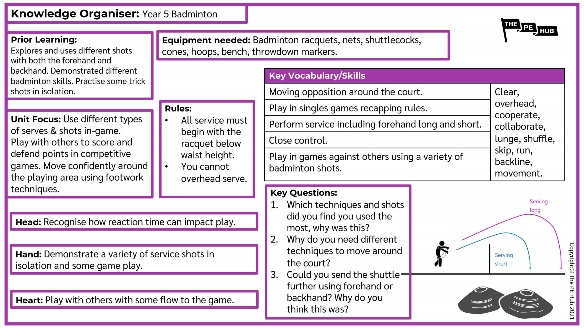 Knowledge Organiser: Year 5 Badminton
THE PE HUB
Prior Learning:
Explores and uses different shots
with both the forehand and
backhand. Demonstrated different
badminton skills. Practise some trick
shots in isolation.
Equipment needed: Badminton racquets, nets, shuttlecocks,
cones, hoops, bench, throwdown markers.
Unit Focus: Use different types
of serves & shots in-game.
Play with others to score and
defend points in competitive
games. Move confidently around
the playing area using footwork
techniques.
Rules:
• All service must
begin with the
racquet below
waist height.
• You cannot
overhead serve.
Key Vocabulary/Skills
Moving opposition around the court.
Play in singles games recapping rules.
Perform service including forehand long and short.
Close control.
Play in games against others using a variety of
badminton shots.
Clear,
overhead,
cooperate,
collaborate,
lunge, shuffle,
skip, run,
backline,
movement.
Head: Recognise how reaction time can impact play.
Hand: Demonstrate a variety of service shots in
isolation and some game play.
Heart: Play with others with some flow to the game.
Key Questions:
1. Which techniques and shots
did you find you used the
most, why was this?
2. Why do you need different
techniques to move around
the court?
3. Could you send the shuttle
further using forehand or
backhand? Why do you
think this was?
Serving
long
Serving
short
Copyright © The PE Hub 2021